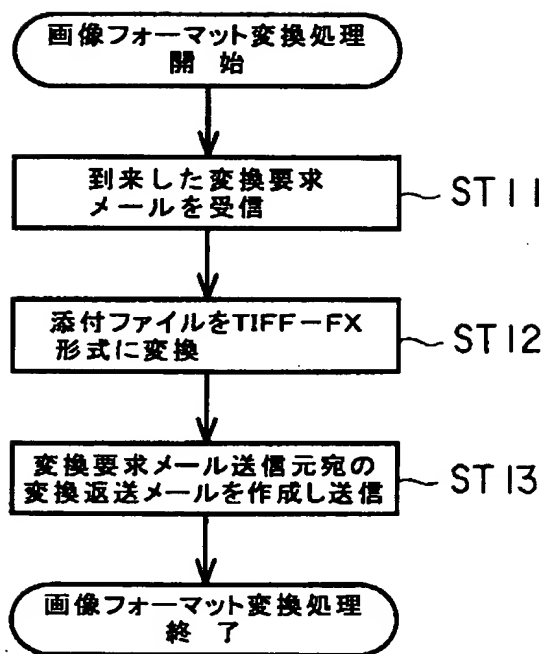 画像フォーマット変換処理
開 始
到来した変換要求
メールを受信
ST11
添付ファイルをTIFF-FX
形式に変換
ST12
変換要求メール送信元宛の
変換返送メールを作成し送信
ST13
画像フォーマット変換処理
終 了